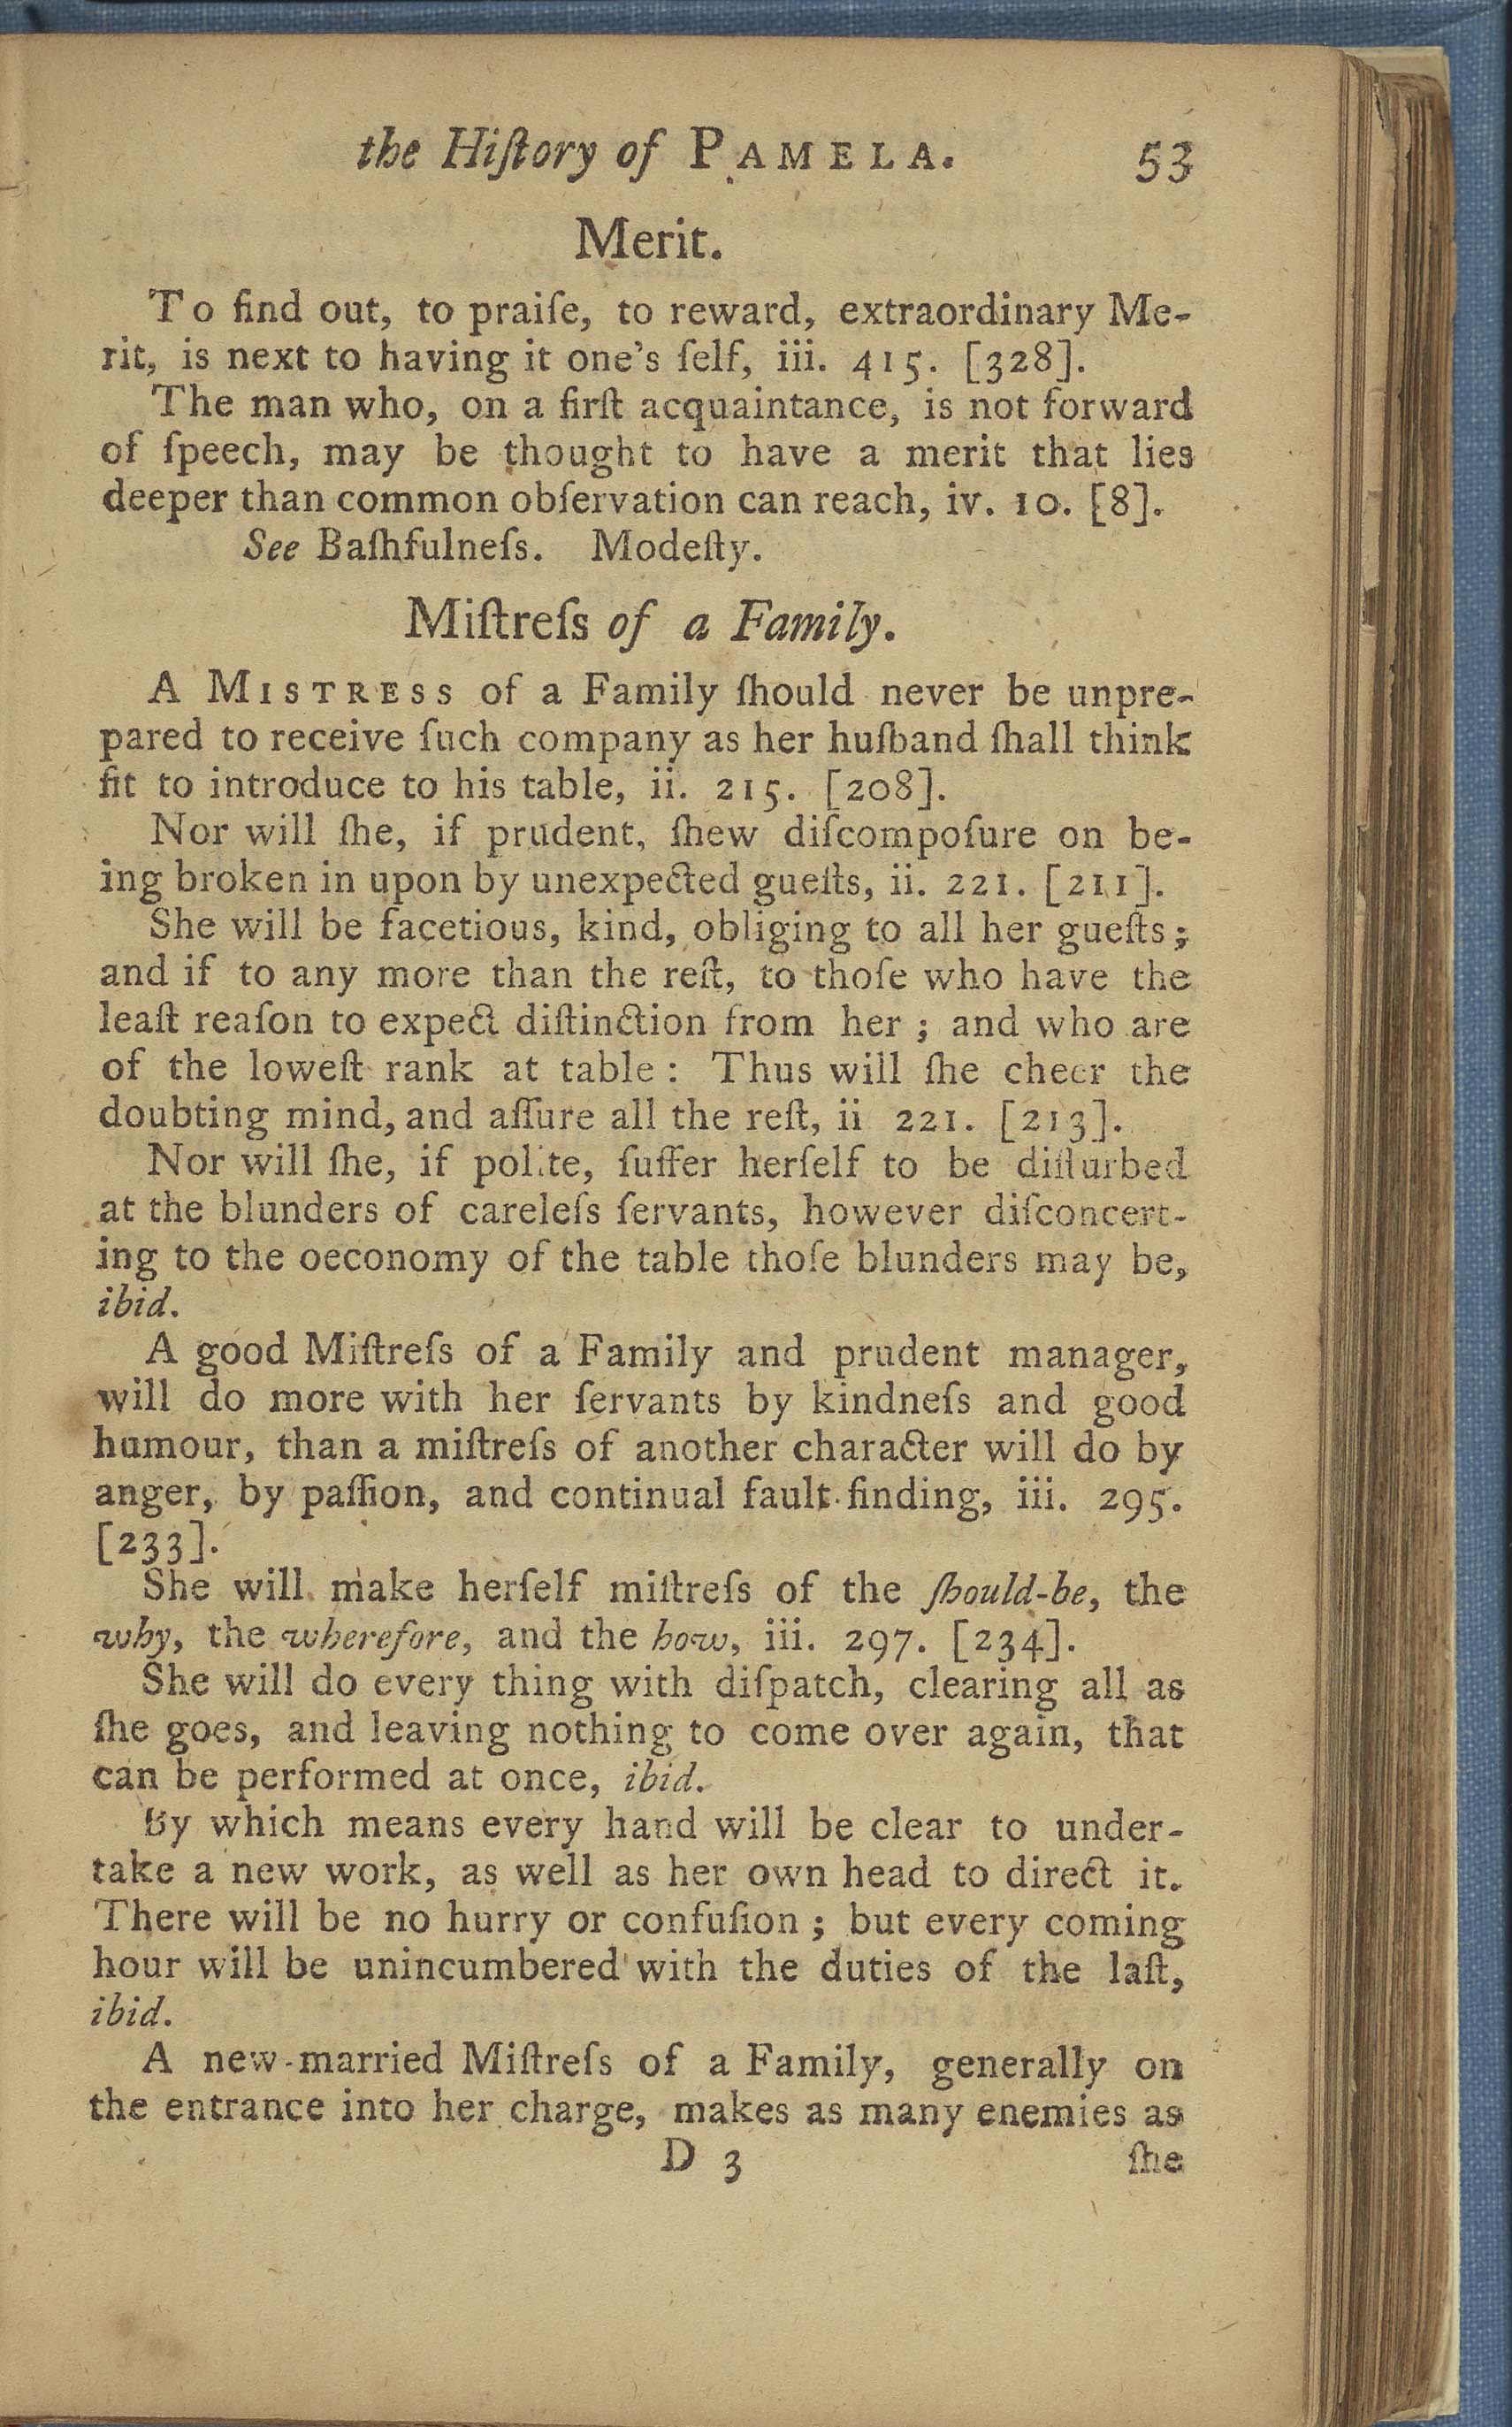 the Hiſtory of PAMELA. 53
Merit.
To find out, to praiſe, to reward, extraordinary Me-
rit, is next to having it one's ſelf, iii. 415. [328].
The man who, on a firſt acquaintance, is not forward
of ſpeech, may be thought to have a merit that lies
deeper than common obſervation can reach, iv. 10. [8].
See Baſhfulneſs. Modeſty.
Miſtreſs of a Family.
A MISTRESS of a Family ſhould never be unpre-
pared to receive ſuch company as her huſband ſhall think
fit to introduce to his table, ii. 215. [208].
Nor will ſhe, if prudent, ſhew diſcompoſure on be-
ing broken in upon by unexpected gueſts, ii. 221. [211].
She will be facetious, kind, obliging to all her gueſts;
and if to any more than the reſt, to thoſe who have the
leaſt reaſon to expect diſtinction from her; and who are
of the loweſt rank at table: Thus will ſhe cheer the
doubting mind, and aſſure all the reſt, ii 221. [213].
Nor will ſhe, if polite, ſuffer herſelf to be diſturbed
at the blunders of careleſs ſervants, however diſconcert-
ing to the oeconomy of the table thoſe blunders may be,
ibid.
A good Miſtreſs of a Family and prudent manager,
will do more with her ſervants by kindneſs and good
humour, than a miſtreſs of another character will do by
anger, by paſſion, and continual fault-finding, iii. 295.
[233].
She will make herſelf miſtreſs of the ſhould-be, the
why, the wherefore, and the how, iii. 297. [234].
She will do every thing with diſpatch, clearing all as
ſhe goes, and leaving nothing to come over again, that
can be performed at once, ibid.
By which means every hand will be clear to under-
take a new work, as well as her own head to direct it.
There will be no hurry or confuſion; but every coming
hour will be unincumbered with the duties of the laſt,
ibid.
A new-married Miſtreſs of a Family, generally on
the entrance into her charge, makes as many enemies as
D 3 ſhe